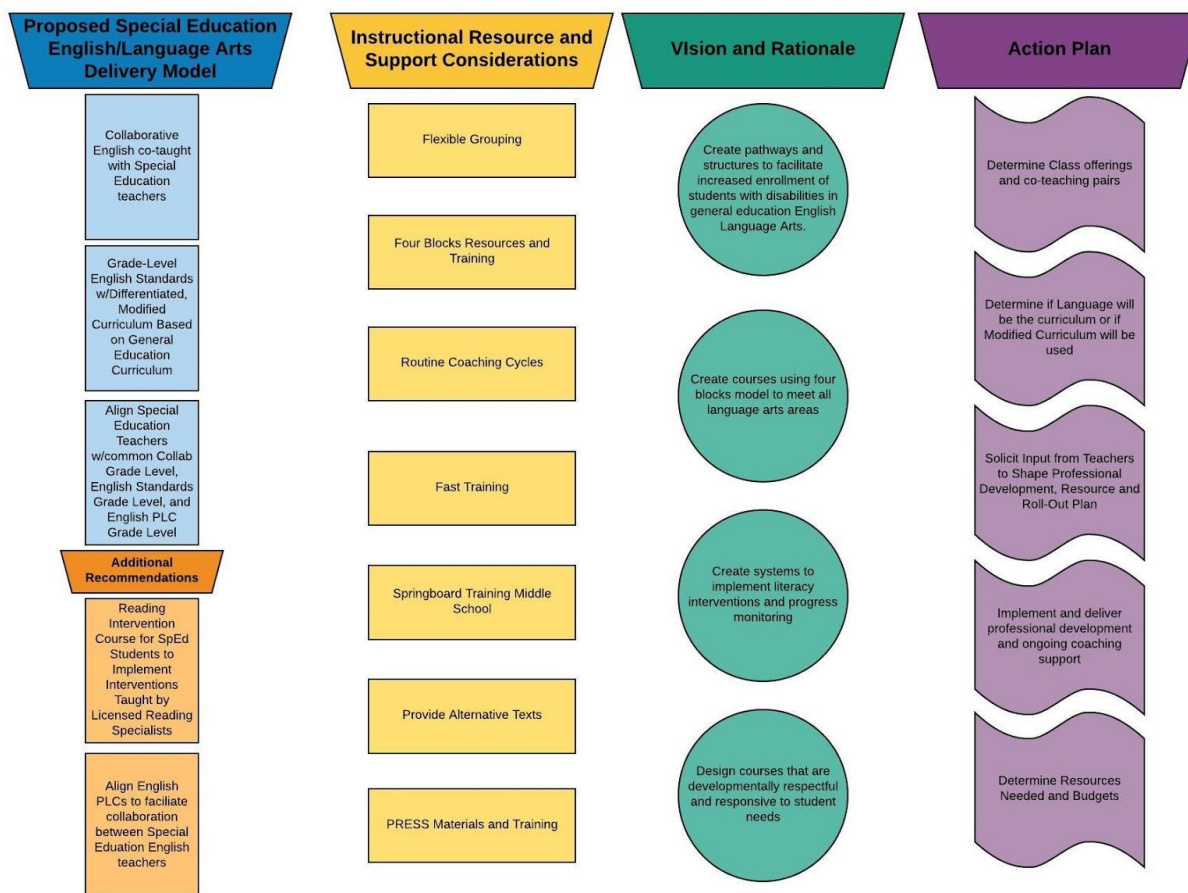 Proposed Special Education
English/Language Arts
Delivery Model
Collaborative
English co-taught
with Special
Education
teachers
Grade-Level
English Standards
w/Differentiated,
Modified
Curriculum Based
on General
Education
Curriculum
Align Special
Education
Teachers
w/common Collab
Grade Level,
English Standards
Grade Level, and
English PLC
Grade Level
Additional
Recommendations
Reading
Intervention
Course for SpEd
Students to
Implement
Interventions
Taught by
Licensed Reading
Specialists
Align English
PLCs to faciliate
collaboration
between Special
Eduation English
teachers
Instructional Resource and
Support Considerations
Flexible Grouping
Four Blocks Resources and
Training
Routine Coaching Cycles
Fast Training
Springboard Training Middle
School
Provide Alternative Texts
PRESS Materials and Training
VIsion and Rationale
Create pathways and
structures to facilitate
increased enrollment of
students with disabilities in
general education English
Language Arts.
Create courses using four
blocks model to meet all
language arts areas
Create systems to
implement literacy
interventions and progress
monitoring
Design courses that are
developmentally respectful
and responsive to student
needs
Action Plan
Determine Class offerings
and co-teaching pairs
Determine if Language will
be the curriculum or if
Modified Curriculum will be
used
Solicit Input from Teachers
to Shape Professional
Development, Resource and
Roll-Out Plan
Implement and deliver
professional development
and ongoing coaching
support
Determine Resources
Needed and Budgets